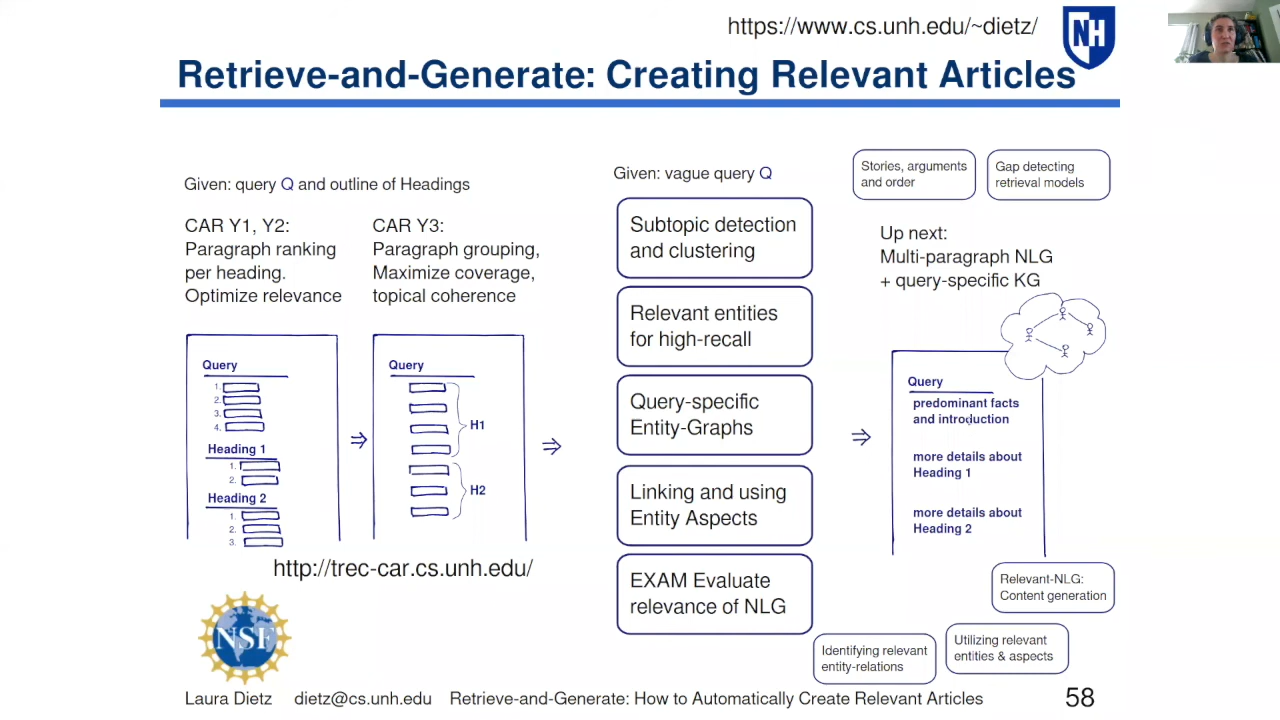 https://www.cs.unh.edu/~dietz/
NH
Retrieve-and-Generate: Creating Relevant Articles
Given: query Q and outline of Headings
CAR Y1, Y2:
Paragraph ranking
per heading.
Optimize relevance
CAR Y3:
Paragraph grouping,
Maximize coverage,
topical coherence
Query
1.
2.
3.
4.
Heading 1
1.
2.
Heading 2
1.
2.
3.
Query
H1
H2
http://trec-car.cs.unh.edu/
NSF
Given: vague query Q
Subtopic detection
and clustering
Relevant entities
for high-recall
Query-specific
Entity-Graphs
Linking and using
Entity Aspects
EXAM Evaluate
relevance of NLG
Stories, arguments
and order
Gap detecting
retrieval models
Up next:
Multi-paragraph NLG
+ query-specific KG
Query
predominant facts
and introduction
more details about
Heading 1
more details about
Heading 2
Relevant-NLG:
Content generation
Identifying relevant
entity-relations
Utilizing relevant
entities & aspects
Laura Dietz dietz@cs.unh.edu Retrieve-and-Generate: How to Automatically Create Relevant Articles 58